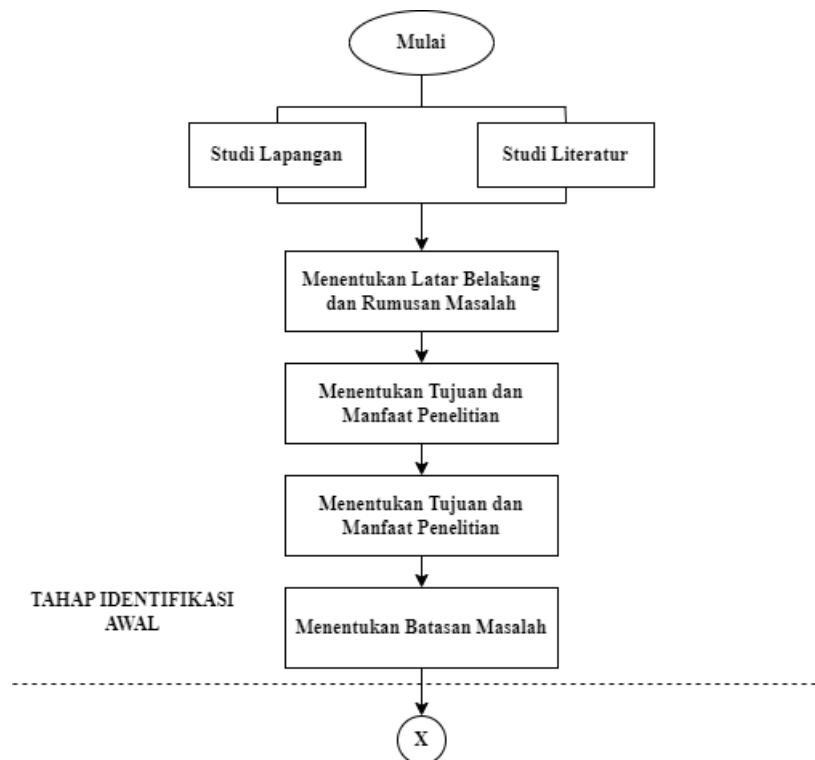 Mulai
Studi Lapangan
Studi Literatur
Menentukan Latar Belakang
dan Rumusan Masalah
Menentukan Tujuan dan
Manfaat Penelitian
Menentukan Tujuan dan
Manfaat Penelitian
TAHAP IDENTIFIKASI
AWAL
Menentukan Batasan Masalah
X